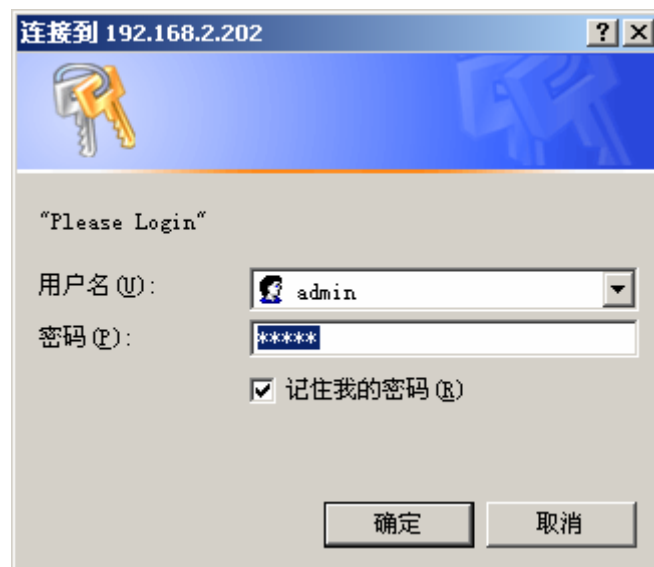 连接到 192.168.2.202
"Please Login"
用户名(U):
admin
密码(P):
*****
记住我的密码(R)
确定
取消